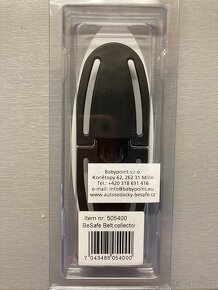 Babypoint s.r.o.
Konětopy 62, 262 31 Milín
Tel.: +420 318 691 416
e-mail: info@babypoint.eu
www.autosedacky-besafe.cz
Item nr: 505400
BeSafe Belt collector
7 043485 054000